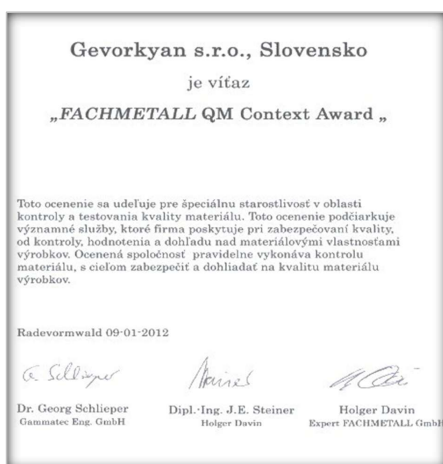 Gevorkyan s.r.o., Slovensko
je víťaz
„FACHMETALL QM Context Award „
Toto ocenenie sa udeľuje pre špeciálnu starostlivosť v oblasti
kontroly a testovania kvality materiálu. Toto ocenenie podčiarkuje
významné služby, ktoré firma poskytuje pri zabezpečovaní kvality,
od kontroly, hodnotenia a dohľadu nad materiálovými vlastnosťami
výrobkov. Ocenená spoločnosť pravidelne vykonáva kontrolu
materiálu, s cieľom zabezpečiť a dohliadať na kvalitu materiálu
výrobkov.
Radevormwald 09-01-2012
G. Schlieper
Dr. Georg Schlieper Dipl.-Ing. J.E. Steiner Holger Davin
Gammatec Eng. GmbH Holger Davin Expert FACHMETALL GmbH